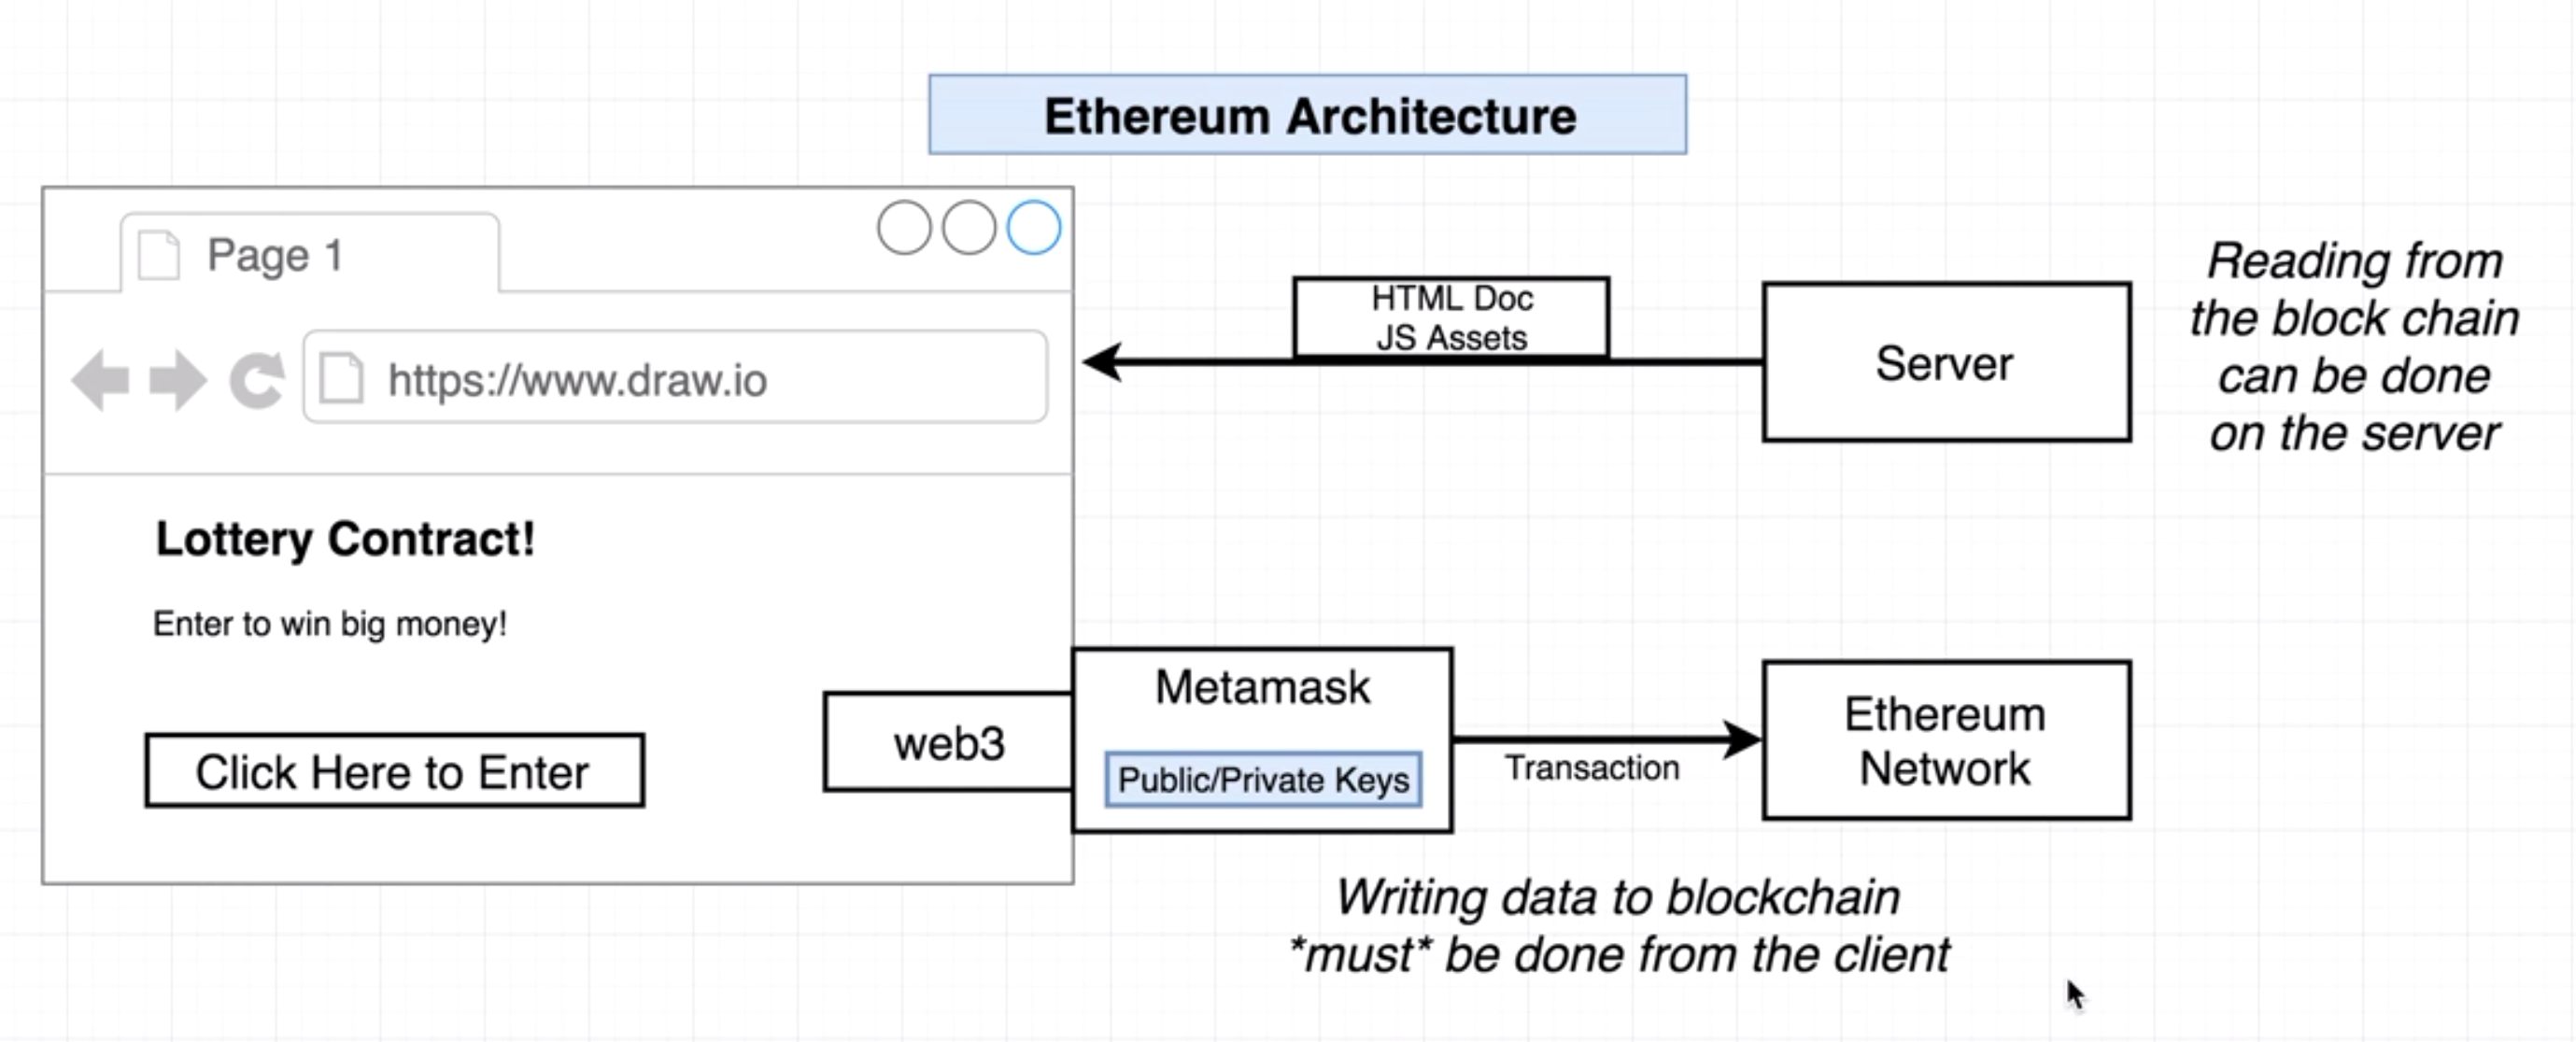 Ethereum Architecture
Page 1
https://www.draw.io
HTML Doc
JS Assets
Server
Reading from
the block chain
can be done
on the server
Lottery Contract!
Enter to win big money!
Click Here to Enter
web3
Metamask
Public/Private Keys
Transaction
Ethereum
Network
Writing data to blockchain
*must* be done from the client